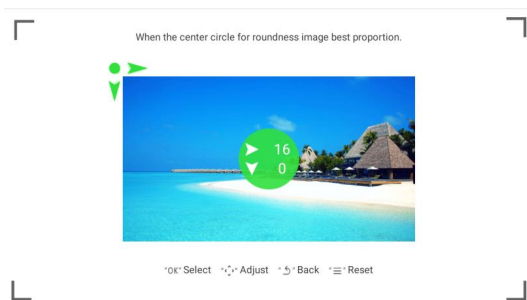 When the center circle for roundness image best proportion.
16
0
"OK" Select " " Adjust " " Back "☰" Reset